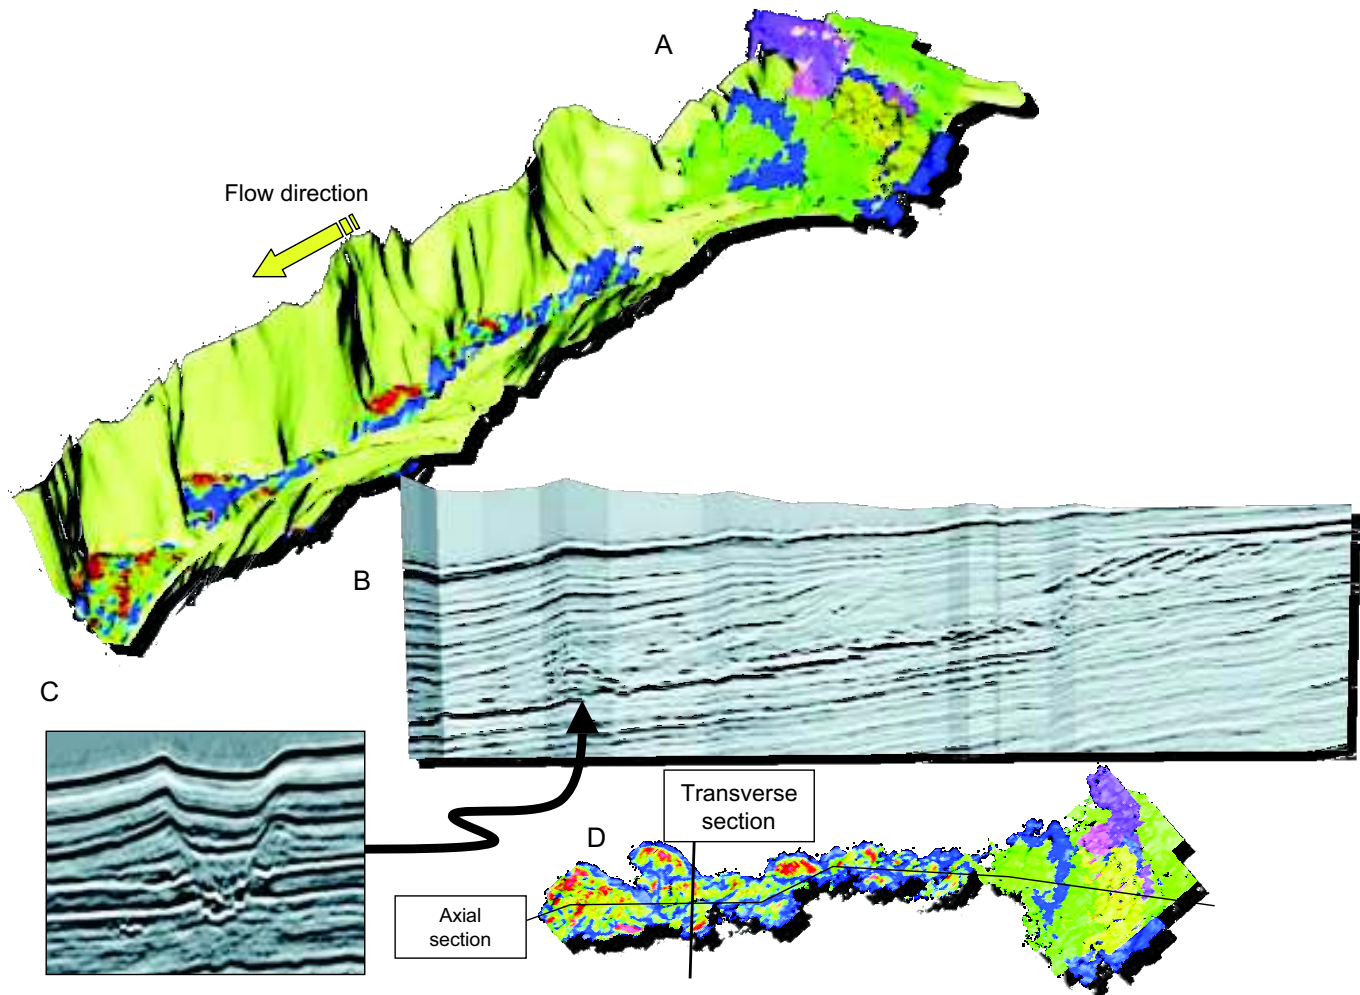 A
Flow direction
B
C
Transverse
section
D
Axial
section